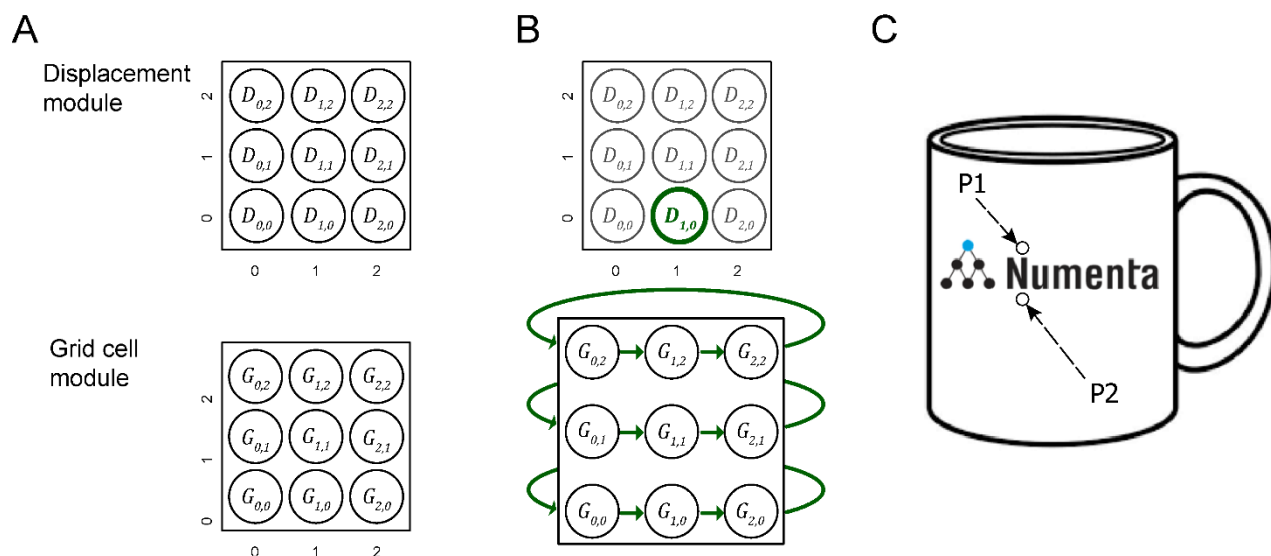 A
Displacement
module
2
D0,2 D1,2 D2,2
1
D0,1 D1,1 D2,1
0
D0,0 D1,0 D2,0
0 1 2
Grid cell
module
2
G0,2 G1,2 G2,2
1
G0,1 G1,1 G2,1
0
G0,0 G1,0 G2,0
0 1 2
B
2
D0,2 D1,2 D2,2
1
D0,1 D1,1 D2,1
0
D0,0 D1,0 D2,0
0 1 2
G0,2 G1,2 G2,2
G0,1 G1,1 G2,1
G0,0 G1,0 G2,0
C
P1
Numenta
P2